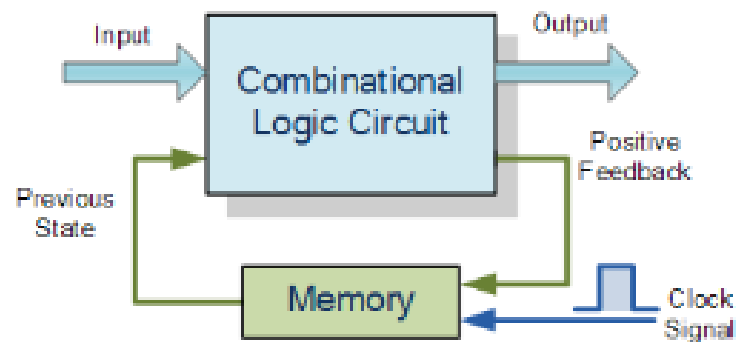 Input
Output
Combinational
Logic Circuit
Positive
Feedback
Previous
State
Memory
Clock
Signal